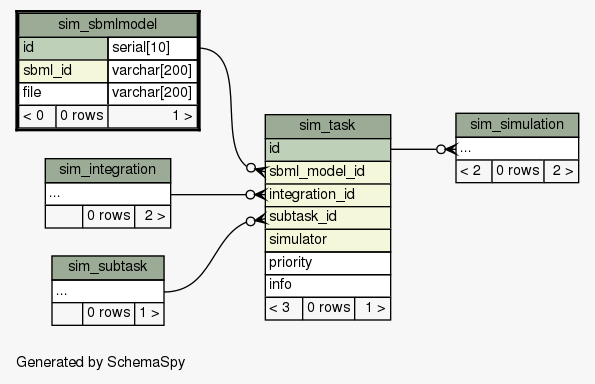 sim_sbmlmodel
id serial[10]
sbml_id varchar[200]
file varchar[200]
< 0 0 rows 1 >
sim_integration
...
0 rows 2 >
sim_subtask
...
0 rows 1 >
sim_task
id
sbml_model_id
integration_id
subtask_id
simulator
priority
info
< 3 0 rows 1 >
sim_simulation
...
< 2 0 rows 2 >
Generated by SchemaSpy